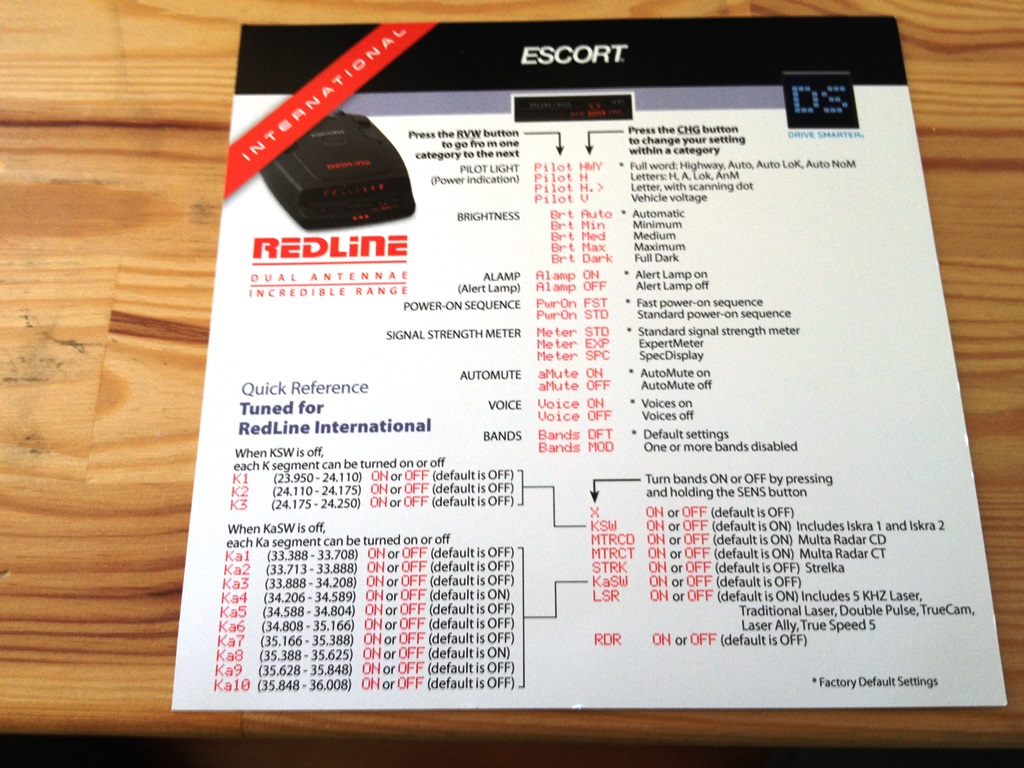 INTERNATIONAL
ESCORT
DS
DRIVE SMARTER
REDLINE
REDLINE
DUAL ANTENNAE
INCREDIBLE RANGE
Press the RVW button
to go from one
category to the next
Press the CHG button
to change your setting
within a category
PILOT LIGHT Pilot HWY * Full word: Highway, Auto, Auto LoK, Auto NoM
(Power indication) Pilot H Letters: H, A, Lok, AnM
Pilot H.> Letter, with scanning dot
Pilot V Vehicle voltage
BRIGHTNESS Brt Auto * Automatic
Brt Min Minimum
Brt Med Medium
Brt Max Maximum
Brt Dark Full Dark
ALAMP Alamp ON * Alert Lamp on
(Alert Lamp) Alamp OFF Alert Lamp off
POWER-ON SEQUENCE PwrOn FST * Fast power-on sequence
PwrOn STD Standard power-on sequence
SIGNAL STRENGTH METER Meter STD * Standard signal strength meter
Meter EXP ExpertMeter
Meter SPC SpecDisplay
AUTOMUTE aMute ON * AutoMute on
aMute OFF AutoMute off
VOICE Voice ON * Voices on
Voice OFF Voices off
BANDS Bands DFT * Default settings
Bands MOD One or more bands disabled
Quick Reference
Tuned for
RedLine International
When KSW is off,
each K segment can be turned on or off
K1 (23.950 - 24.110) ON or OFF (default is OFF)
K2 (24.110 - 24.175) ON or OFF (default is OFF)
K3 (24.175 - 24.250) ON or OFF (default is OFF)
When KaSW is off,
each Ka segment can be turned on or off
Ka1 (33.388 - 33.708) ON or OFF (default is OFF)
Ka2 (33.713 - 33.888) ON or OFF (default is OFF)
Ka3 (33.888 - 34.208) ON or OFF (default is OFF)
Ka4 (34.206 - 34.589) ON or OFF (default is ON)
Ka5 (34.588 - 34.804) ON or OFF (default is OFF)
Ka6 (34.808 - 35.166) ON or OFF (default is OFF)
Ka7 (35.166 - 35.388) ON or OFF (default is OFF)
Ka8 (35.388 - 35.625) ON or OFF (default is ON)
Ka9 (35.628 - 35.848) ON or OFF (default is OFF)
Ka10 (35.848 - 36.008) ON or OFF (default is OFF)
Turn bands ON or OFF by pressing
and holding the SENS button
X ON or OFF (default is OFF)
KSW ON or OFF (default is ON) Includes Iskra 1 and Iskra 2
MTRCD ON or OFF (default is ON) Multa Radar CD
MTRCT ON or OFF (default is ON) Multa Radar CT
STRK ON or OFF (default is ON) Strelka
KaSW ON or OFF (default is OFF)
LSR ON or OFF (default is ON) Includes 5 KHZ Laser,
Traditional Laser, Double Pulse, TrueCam,
Laser Ally, True Speed 5
RDR ON or OFF (default is OFF)
* Factory Default Settings